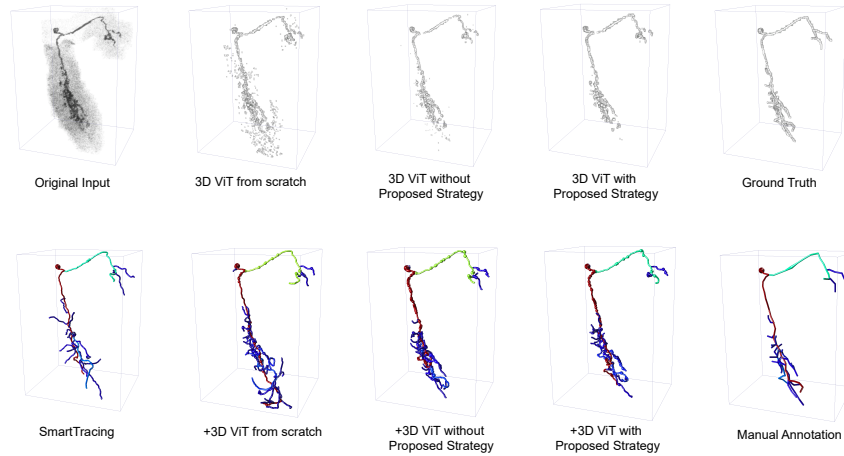 Original Input
3D ViT from scratch
3D ViT without
Proposed Strategy
3D ViT with
Proposed Strategy
Ground Truth
SmartTracing
+3D ViT from scratch
+3D ViT without
Proposed Strategy
+3D ViT with
Proposed Strategy
Manual Annotation